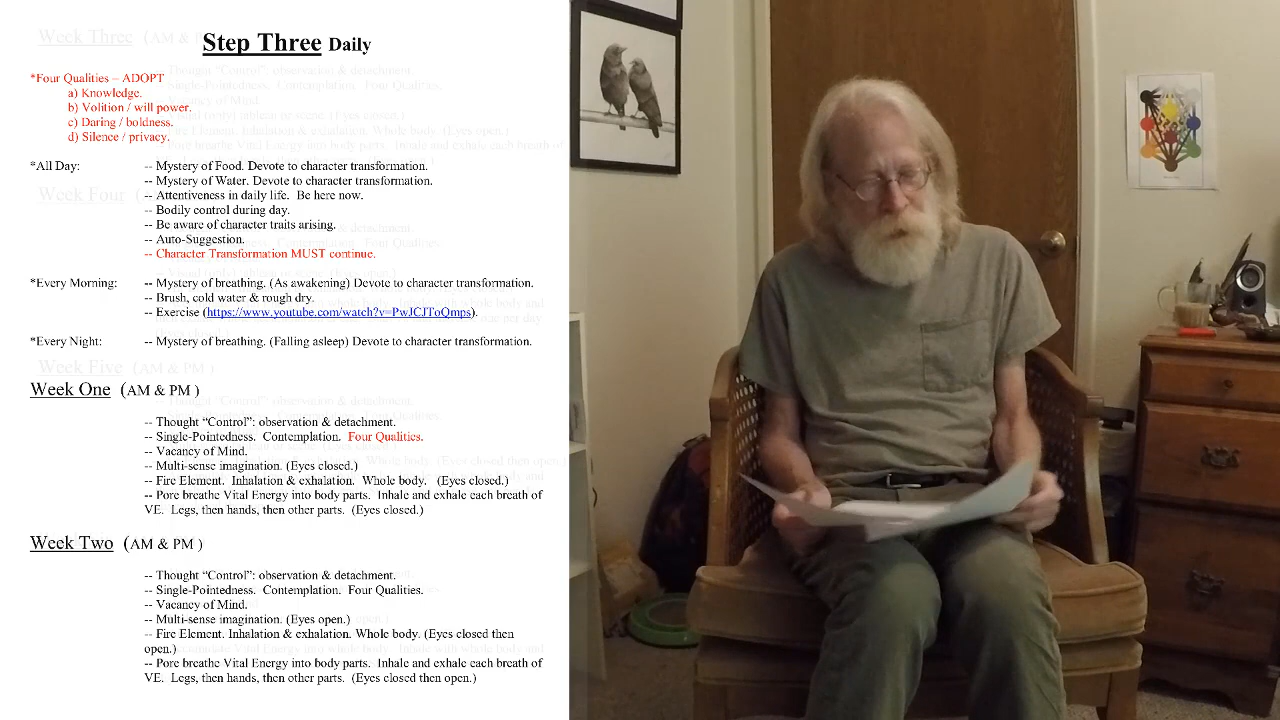 Step Three Daily
*Four Qualities – ADOPT
a) Knowledge.
b) Volition / will power.
c) Daring / boldness.
d) Silence / privacy.
*All Day: -- Mystery of Food. Devote to character transformation.
-- Mystery of Water. Devote to character transformation.
-- Attentiveness in daily life. Be here now.
-- Bodily control during day.
-- Be aware of character traits arising.
-- Auto-Suggestion.
-- Character Transformation MUST continue.
*Every Morning: -- Mystery of breathing. (As awakening) Devote to character transformation.
-- Brush, cold water & rough dry.
-- Exercise (https://www.youtube.com/watch?v=PwJCJToQmps).
*Every Night: -- Mystery of breathing. (Falling asleep) Devote to character transformation.
Week One (AM & PM )
-- Thought “Control”: observation & detachment.
-- Single-Pointedness. Contemplation. Four Qualities.
-- Vacancy of Mind.
-- Multi-sense imagination. (Eyes closed.)
-- Fire Element. Inhalation & exhalation. Whole body. (Eyes closed.)
-- Pore breathe Vital Energy into body parts. Inhale and exhale each breath of
VE. Legs, then hands, then other parts. (Eyes closed.)
Week Two (AM & PM )
-- Thought “Control”: observation & detachment.
-- Single-Pointedness. Contemplation. Four Qualities.
-- Vacancy of Mind.
-- Multi-sense imagination. (Eyes open.)
-- Fire Element. Inhalation & exhalation. Whole body. (Eyes closed then
open.)
-- Pore breathe Vital Energy into body parts. Inhale and exhale each breath of
VE. Legs, then hands, then other parts. (Eyes closed then open.)
Week Three (AM & P
Week Four (
Week Five (AM & PM )